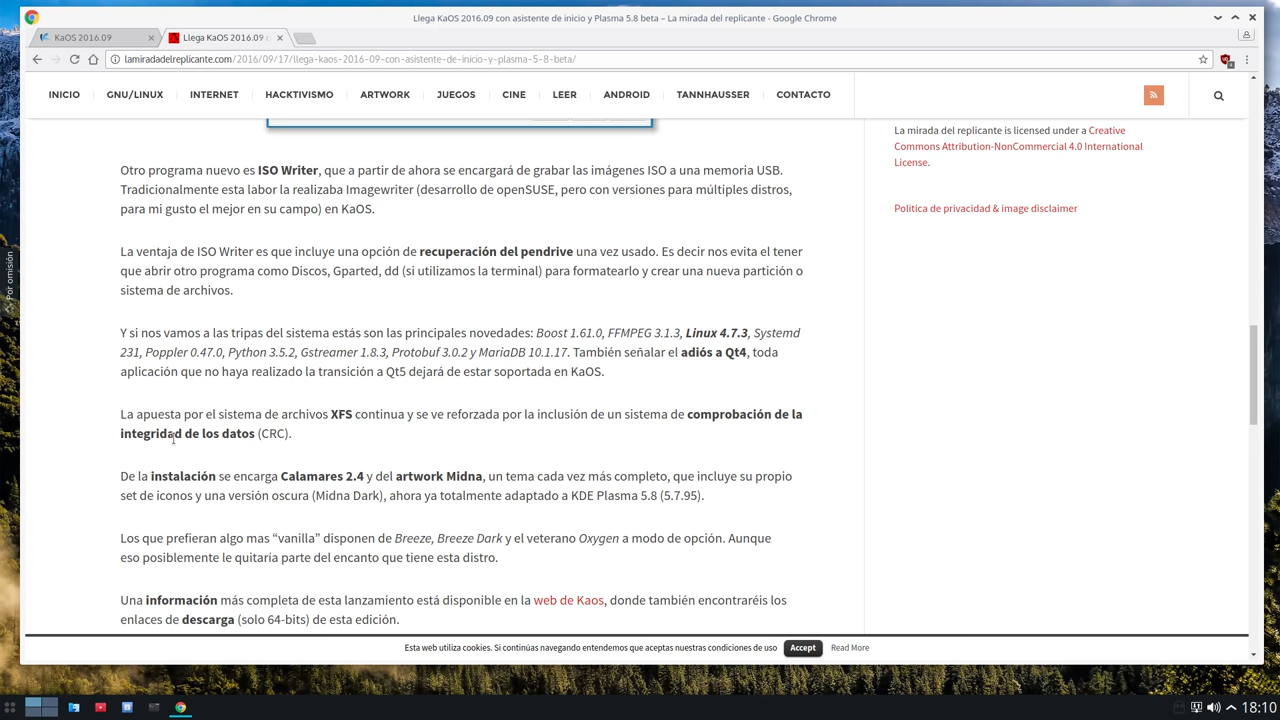 Llega KaOS 2016.09 con asistente de inicio y Plasma 5.8 beta – La mirada del replicante - Google Chrome
KaOS 2016.09
Llega KaOS 2016.09
lamiradadelreplicante.com/2016/09/17/llega-kaos-2016-09-con-asistente-de-inicio-y-plasma-5-8-beta/
INICIO GNU/LINUX INTERNET HACKTIVISMO ARTWORK JUEGOS CINE LEER ANDROID TANNHAUSER CONTACTO
Otro programa nuevo es ISO Writer, que a partir de ahora se encargará de grabar las imágenes ISO a una memoria USB.
Tradicionalmente esta labor la realizaba Imagewriter (desarrollo de openSUSE, pero con versiones para múltiples distros,
para mi gusto el mejor en su campo) en KaOS.
La ventaja de ISO Writer es que incluye una opción de recuperación del pendrive una vez usado. Es decir nos evita el tener
que abrir otro programa como Discos, Gparted, dd (si utilizamos la terminal) para formatearlo y crear una nueva partición o
sistema de archivos.
Y si nos vamos a las tripas del sistema estás son las principales novedades: Boost 1.61.0, FFMPEG 3.1.3, Linux 4.7.3, Systemd
231, Poppler 0.47.0, Python 3.5.2, Gstreamer 1.8.3, Protobuf 3.0.2 y MariaDB 10.1.17. También señalar el adiós a Qt4, toda
aplicación que no haya realizado la transición a Qt5 dejará de estar soportada en KaOS.
La apuesta por el sistema de archivos XFS continua y se ve reforzada por la inclusión de un sistema de comprobación de la
integridad de los datos (CRC).
De la instalación se encarga Calamares 2.4 y del artwork Midna, un tema cada vez más completo, que incluye su propio
set de iconos y una versión oscura (Midna Dark), ahora ya totalmente adaptado a KDE Plasma 5.8 (5.7.95).
Los que prefieran algo mas “vanilla” disponen de Breeze, Breeze Dark y el veterano Oxygen a modo de opción. Aunque
eso posiblemente le quitaría parte del encanto que tiene esta distro.
Una información más completa de esta lanzamiento está disponible en la web de Kaos, donde también encontraréis los
enlaces de descarga (solo 64-bits) de esta edición.
La mirada del replicante is licensed under a Creative
Commons Attribution-NonCommercial 4.0 International
License.
Politica de privacidad & image disclaimer
Esta web utiliza cookies. Si continúas navegando entendemos que aceptas nuestras condiciones de uso Accept Read More
Por omisión
18:10